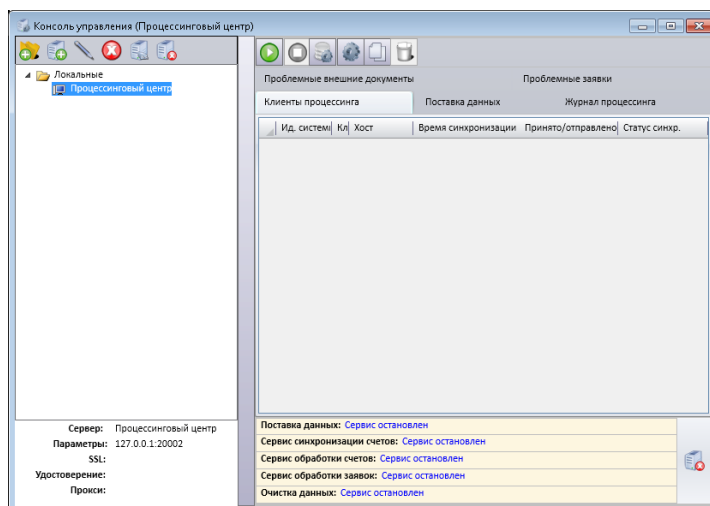 Консоль управления (Процессинговый центр)
Локальные
Процессинговый центр
Проблемные внешние документы
Проблемные заявки
Клиенты процессинга
Поставка данных
Журнал процессинга
Ид. системы Кл Хост Время синхронизации Принято/отправлено Статус синхр.
Сервер: Процессинговый центр
Параметры: 127.0.0.1:20002
SSL:
Удостоверение:
Прокси:
Поставка данных: Сервис остановлен
Сервис синхронизации счетов: Сервис остановлен
Сервис обработки счетов: Сервис остановлен
Сервис обработки заявок: Сервис остановлен
Очистка данных: Сервис остановлен